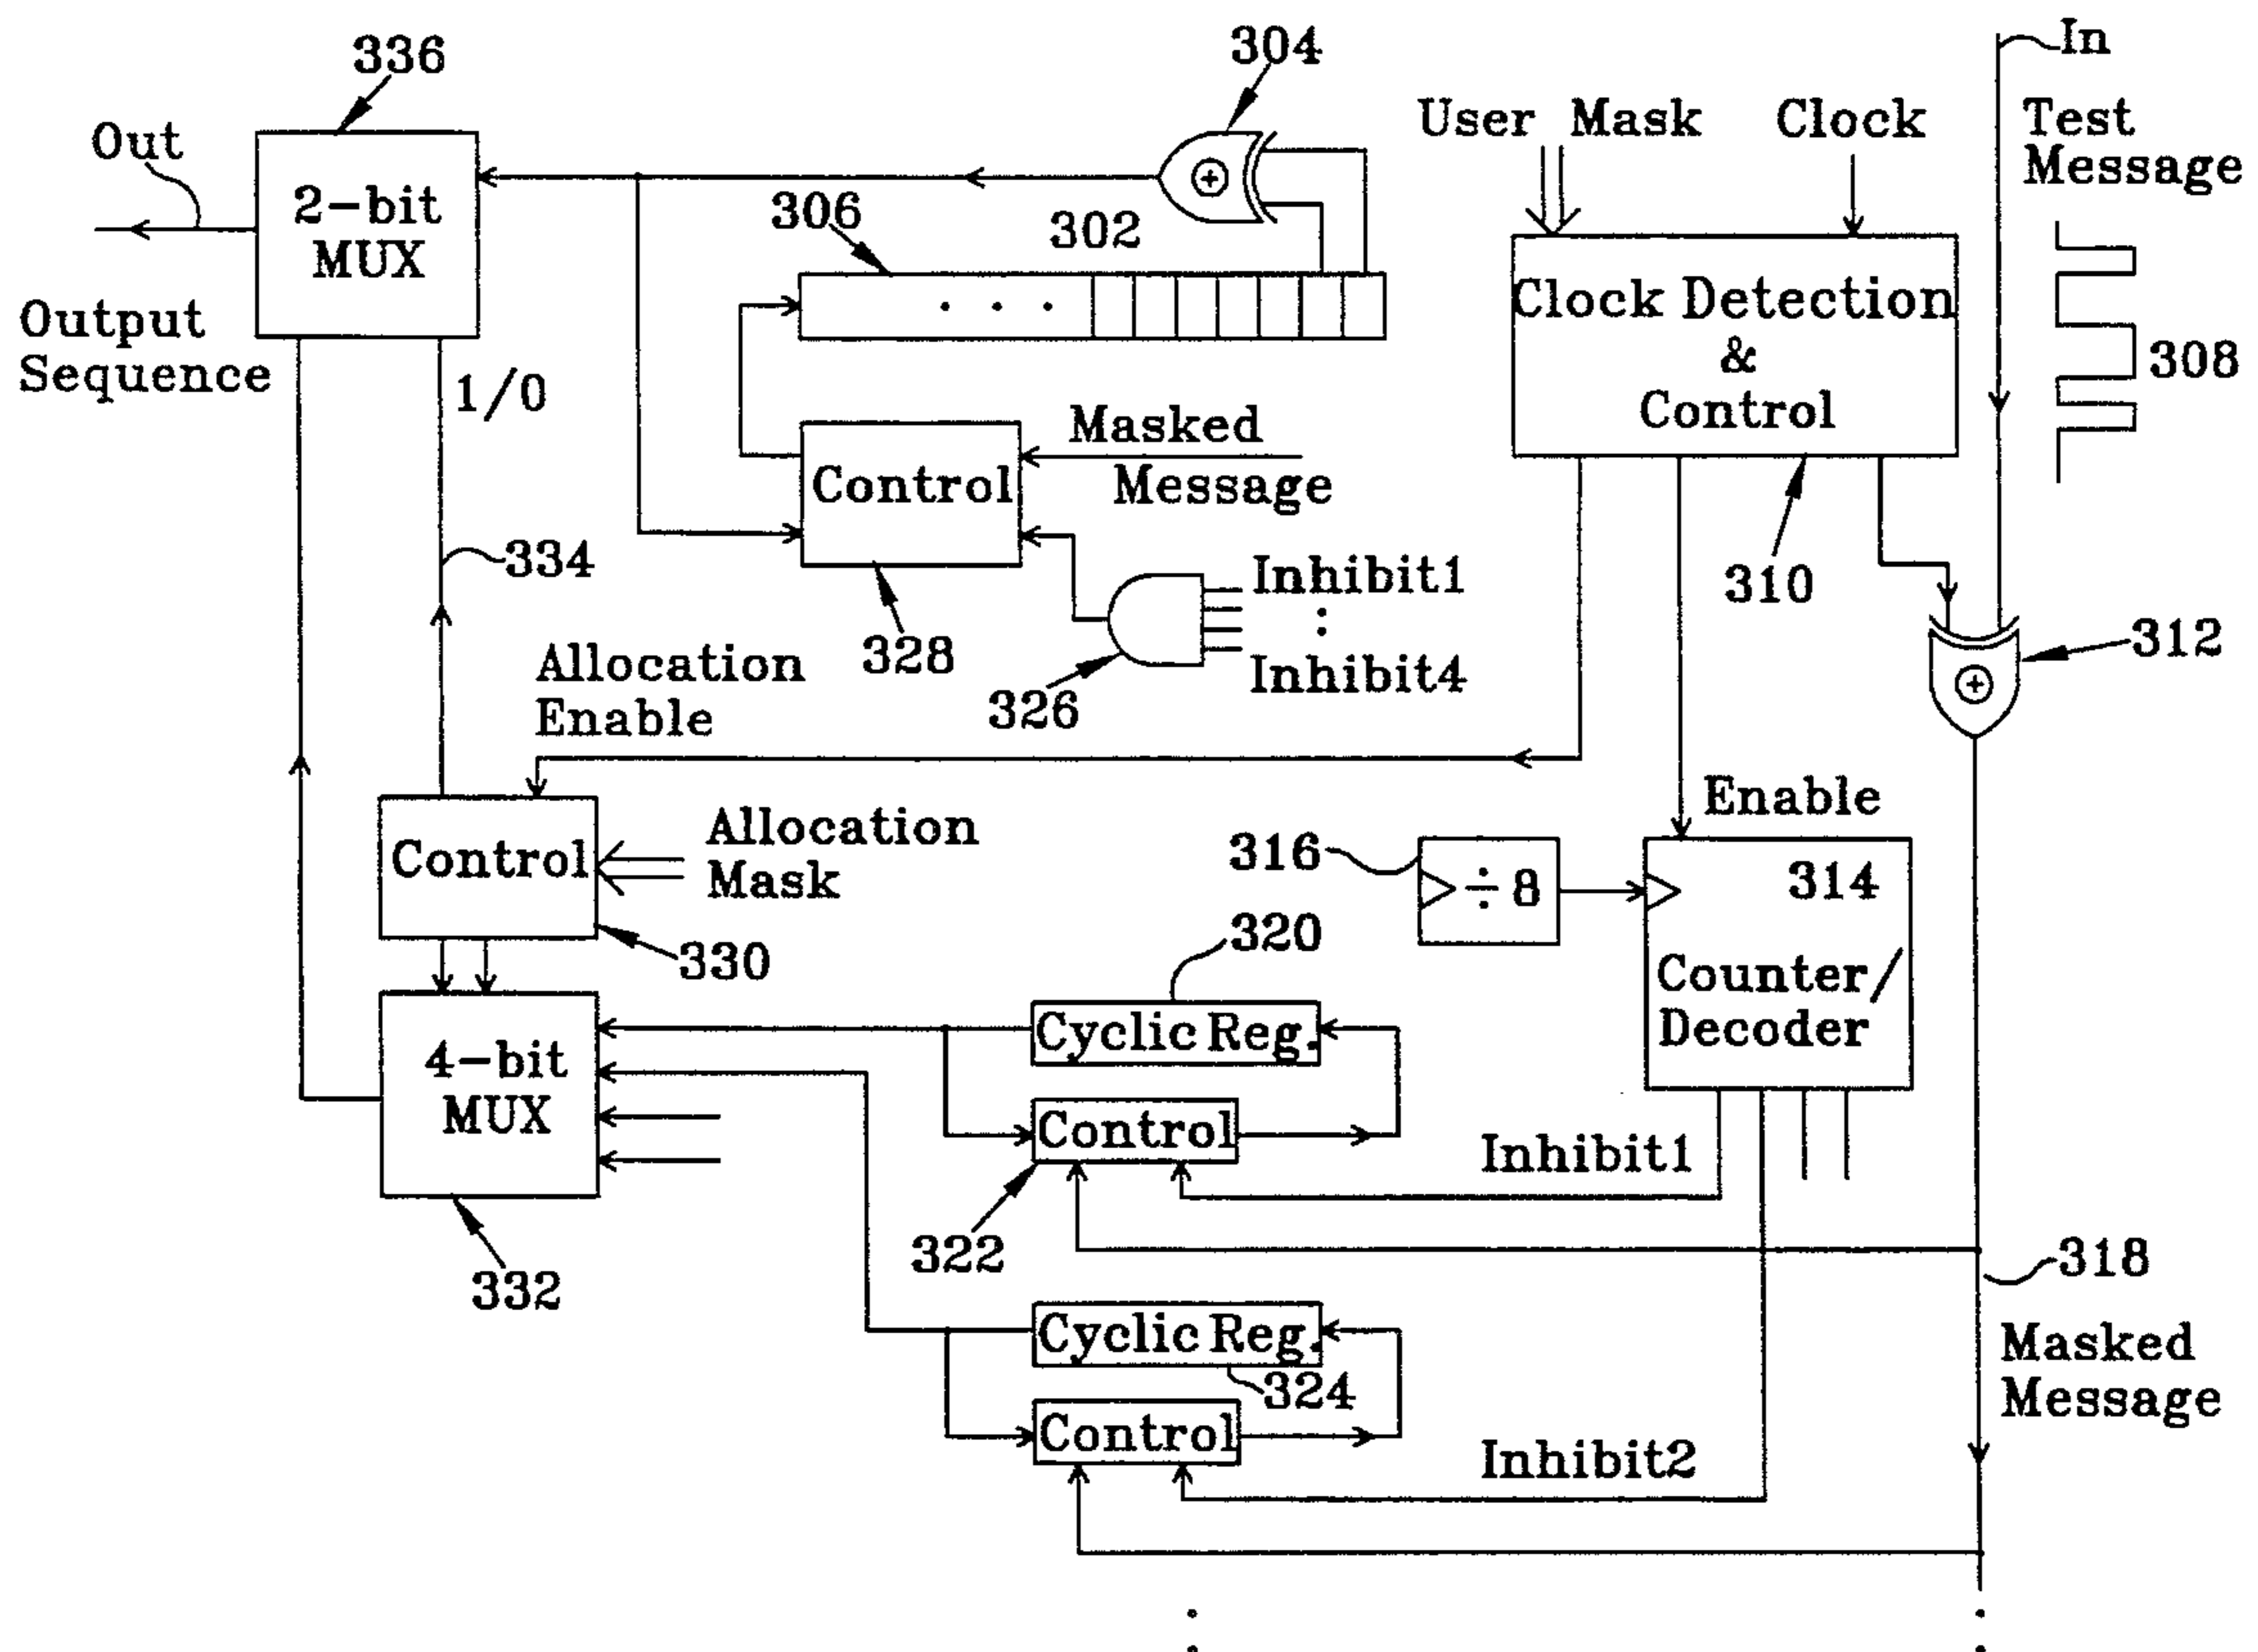 336
304
In
Out
User Mask
Clock
Test
Message
2-bit
MUX
306
302
Output
Sequence
1/0
Clock Detection
&
Control
308
Masked
Message
Control
334
Inhibit1
Inhibit4
310
328
326
312
Allocation
Enable
Enable
Control
Allocation
Mask
316
÷ 8
314
Counter/
Decoder
330
320
Cyclic Reg.
4-bit
MUX
Control
Inhibit1
322
318
332
Cyclic Reg.
324
Control
Inhibit2
Masked
Message